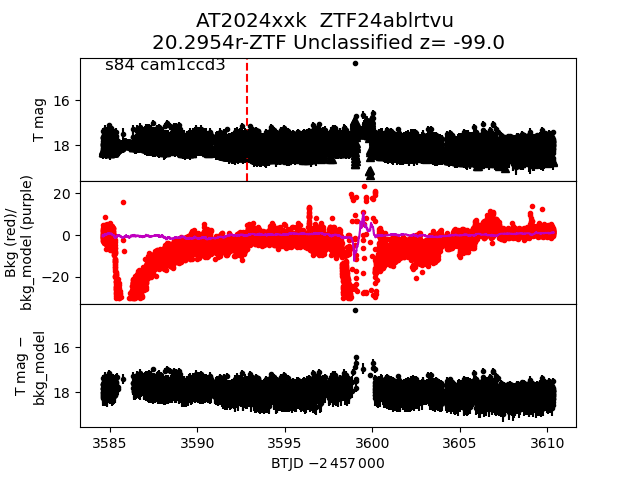 AT2024xxk  ZTF24ablrtvu
20.2954r-ZTF Unclassified z= -99.0
s84 cam1ccd3
T mag
16
18
Bkg (red)/
bkg_model (purple)
20
0
−20
T mag −
bkg_model
16
18
3585 3590 3595 3600 3605 3610
BTJD −2 457 000